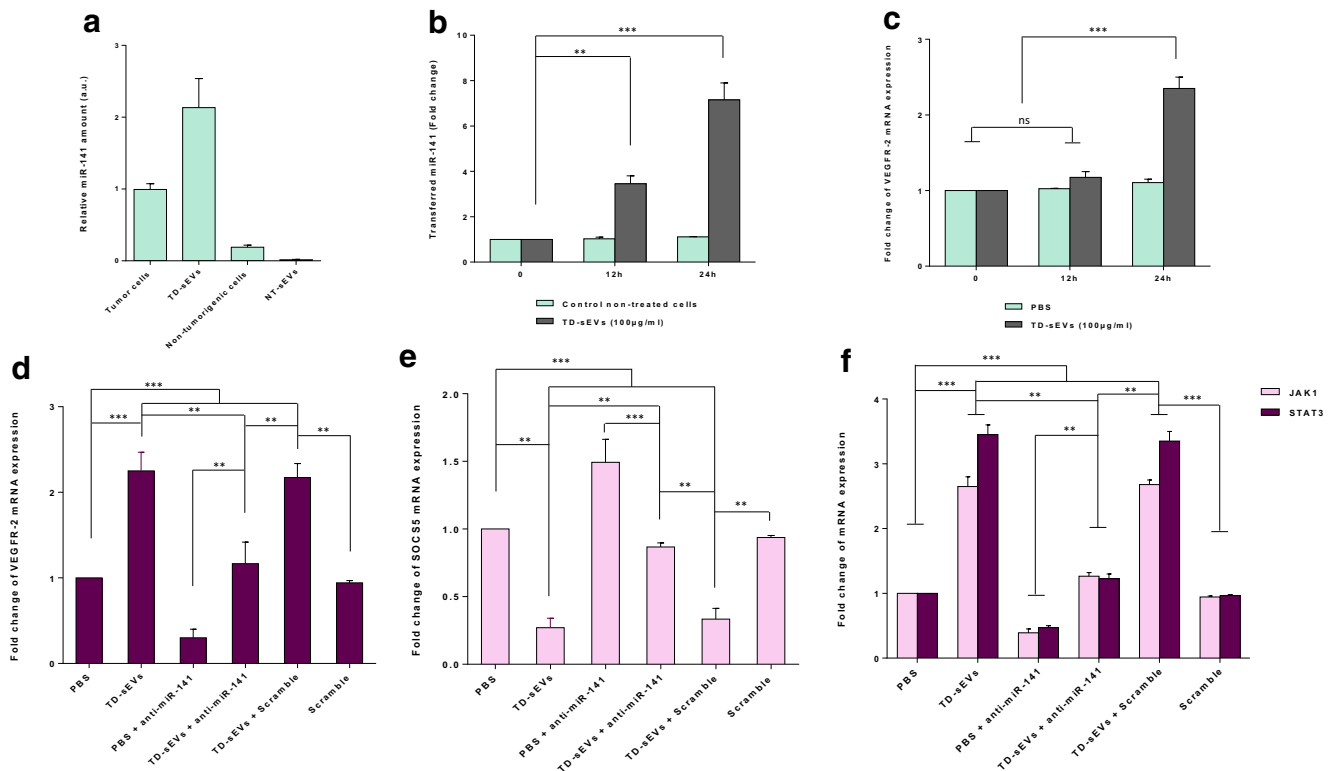 a
Relative miR-141 amount (a.u.)
3
2
1
0
Tumor cells
TD-sEVs
Non-tumorigenic cells
NT-sEVs
b
Transferred miR-141 (Fold change)
10
8
6
4
2
0
***
**
0
12h
24h
Control non-treated cells
TD-sEVs (100µg/ml)
c
Fold change of VEGFR-2 mRNA expression
3
2
1
0
***
ns
0
12h
24h
PBS
TD-sEVs (100µg/ml)
d
Fold change of VEGFR-2 mRNA expression
3
2
1
0
***
***
**
**
**
**
PBS
TD-sEVs
PBS + anti-miR-141
TD-sEVs + anti-miR-141
TD-sEVs + Scramble
Scramble
e
Fold change of SOCS5 mRNA expression
2.0
1.5
1.0
0.5
0.0
***
**
**
***
**
**
PBS
TD-sEVs
PBS + anti-miR-141
TD-sEVs + anti-miR-141
TD-sEVs + Scramble
Scramble
f
Fold change of mRNA expression
4
3
2
1
0
***
***
**
**
***
**
PBS
TD-sEVs
PBS + anti-miR-141
TD-sEVs + anti-miR-141
TD-sEVs + Scramble
Scramble
JAK1
STAT3